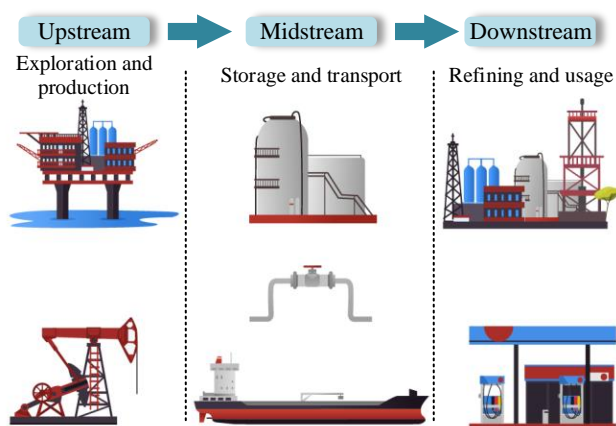 Upstream
Midstream
Downstream
Exploration and
production
Storage and transport
Refining and usage